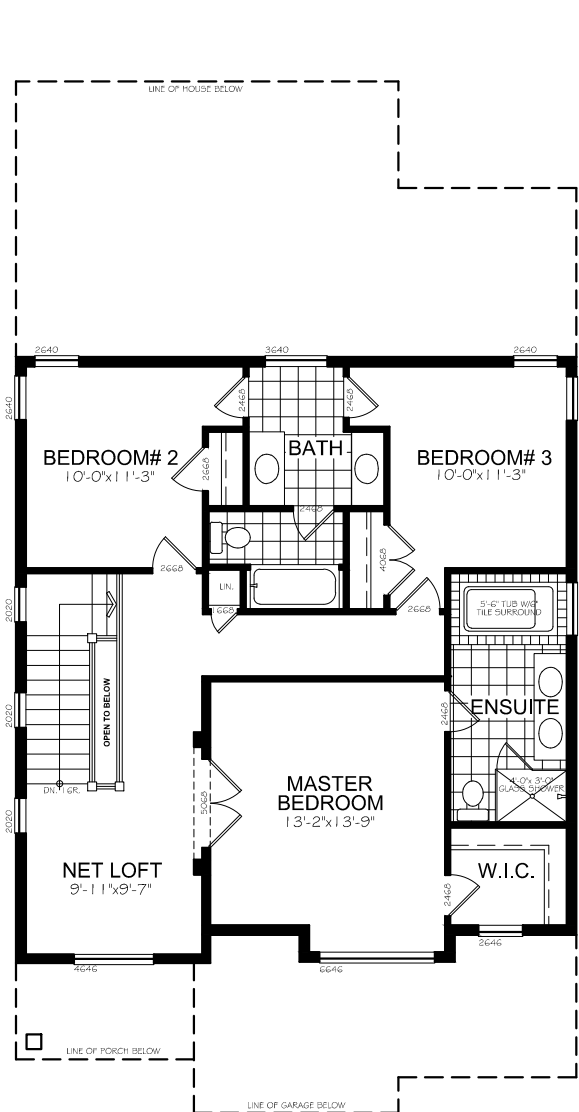 LINE OF HOUSE BELOW
2640
3640
2640
2640
2468
2468
BEDROOM# 2
10'-0"x11'-3"
2668
BATH
BEDROOM# 3
10'-0"x11'-3"
2468
4068
2668
LIN.
1668
2668
2020
5'-6" TUB W/6"
TILE SURROUND
OPEN TO BELOW
2020
ENSUITE
2468
DN. 16R.
2020
5068
MASTER
BEDROOM
13'-2"x13'-9"
4'-0"x 3'-0"
GLASS SHOWER
NET LOFT
9'-11"x9'-7"
W.I.C.
2468
2646
4646
6646
LINE OF PORCH BELOW
LINE OF GARAGE BELOW